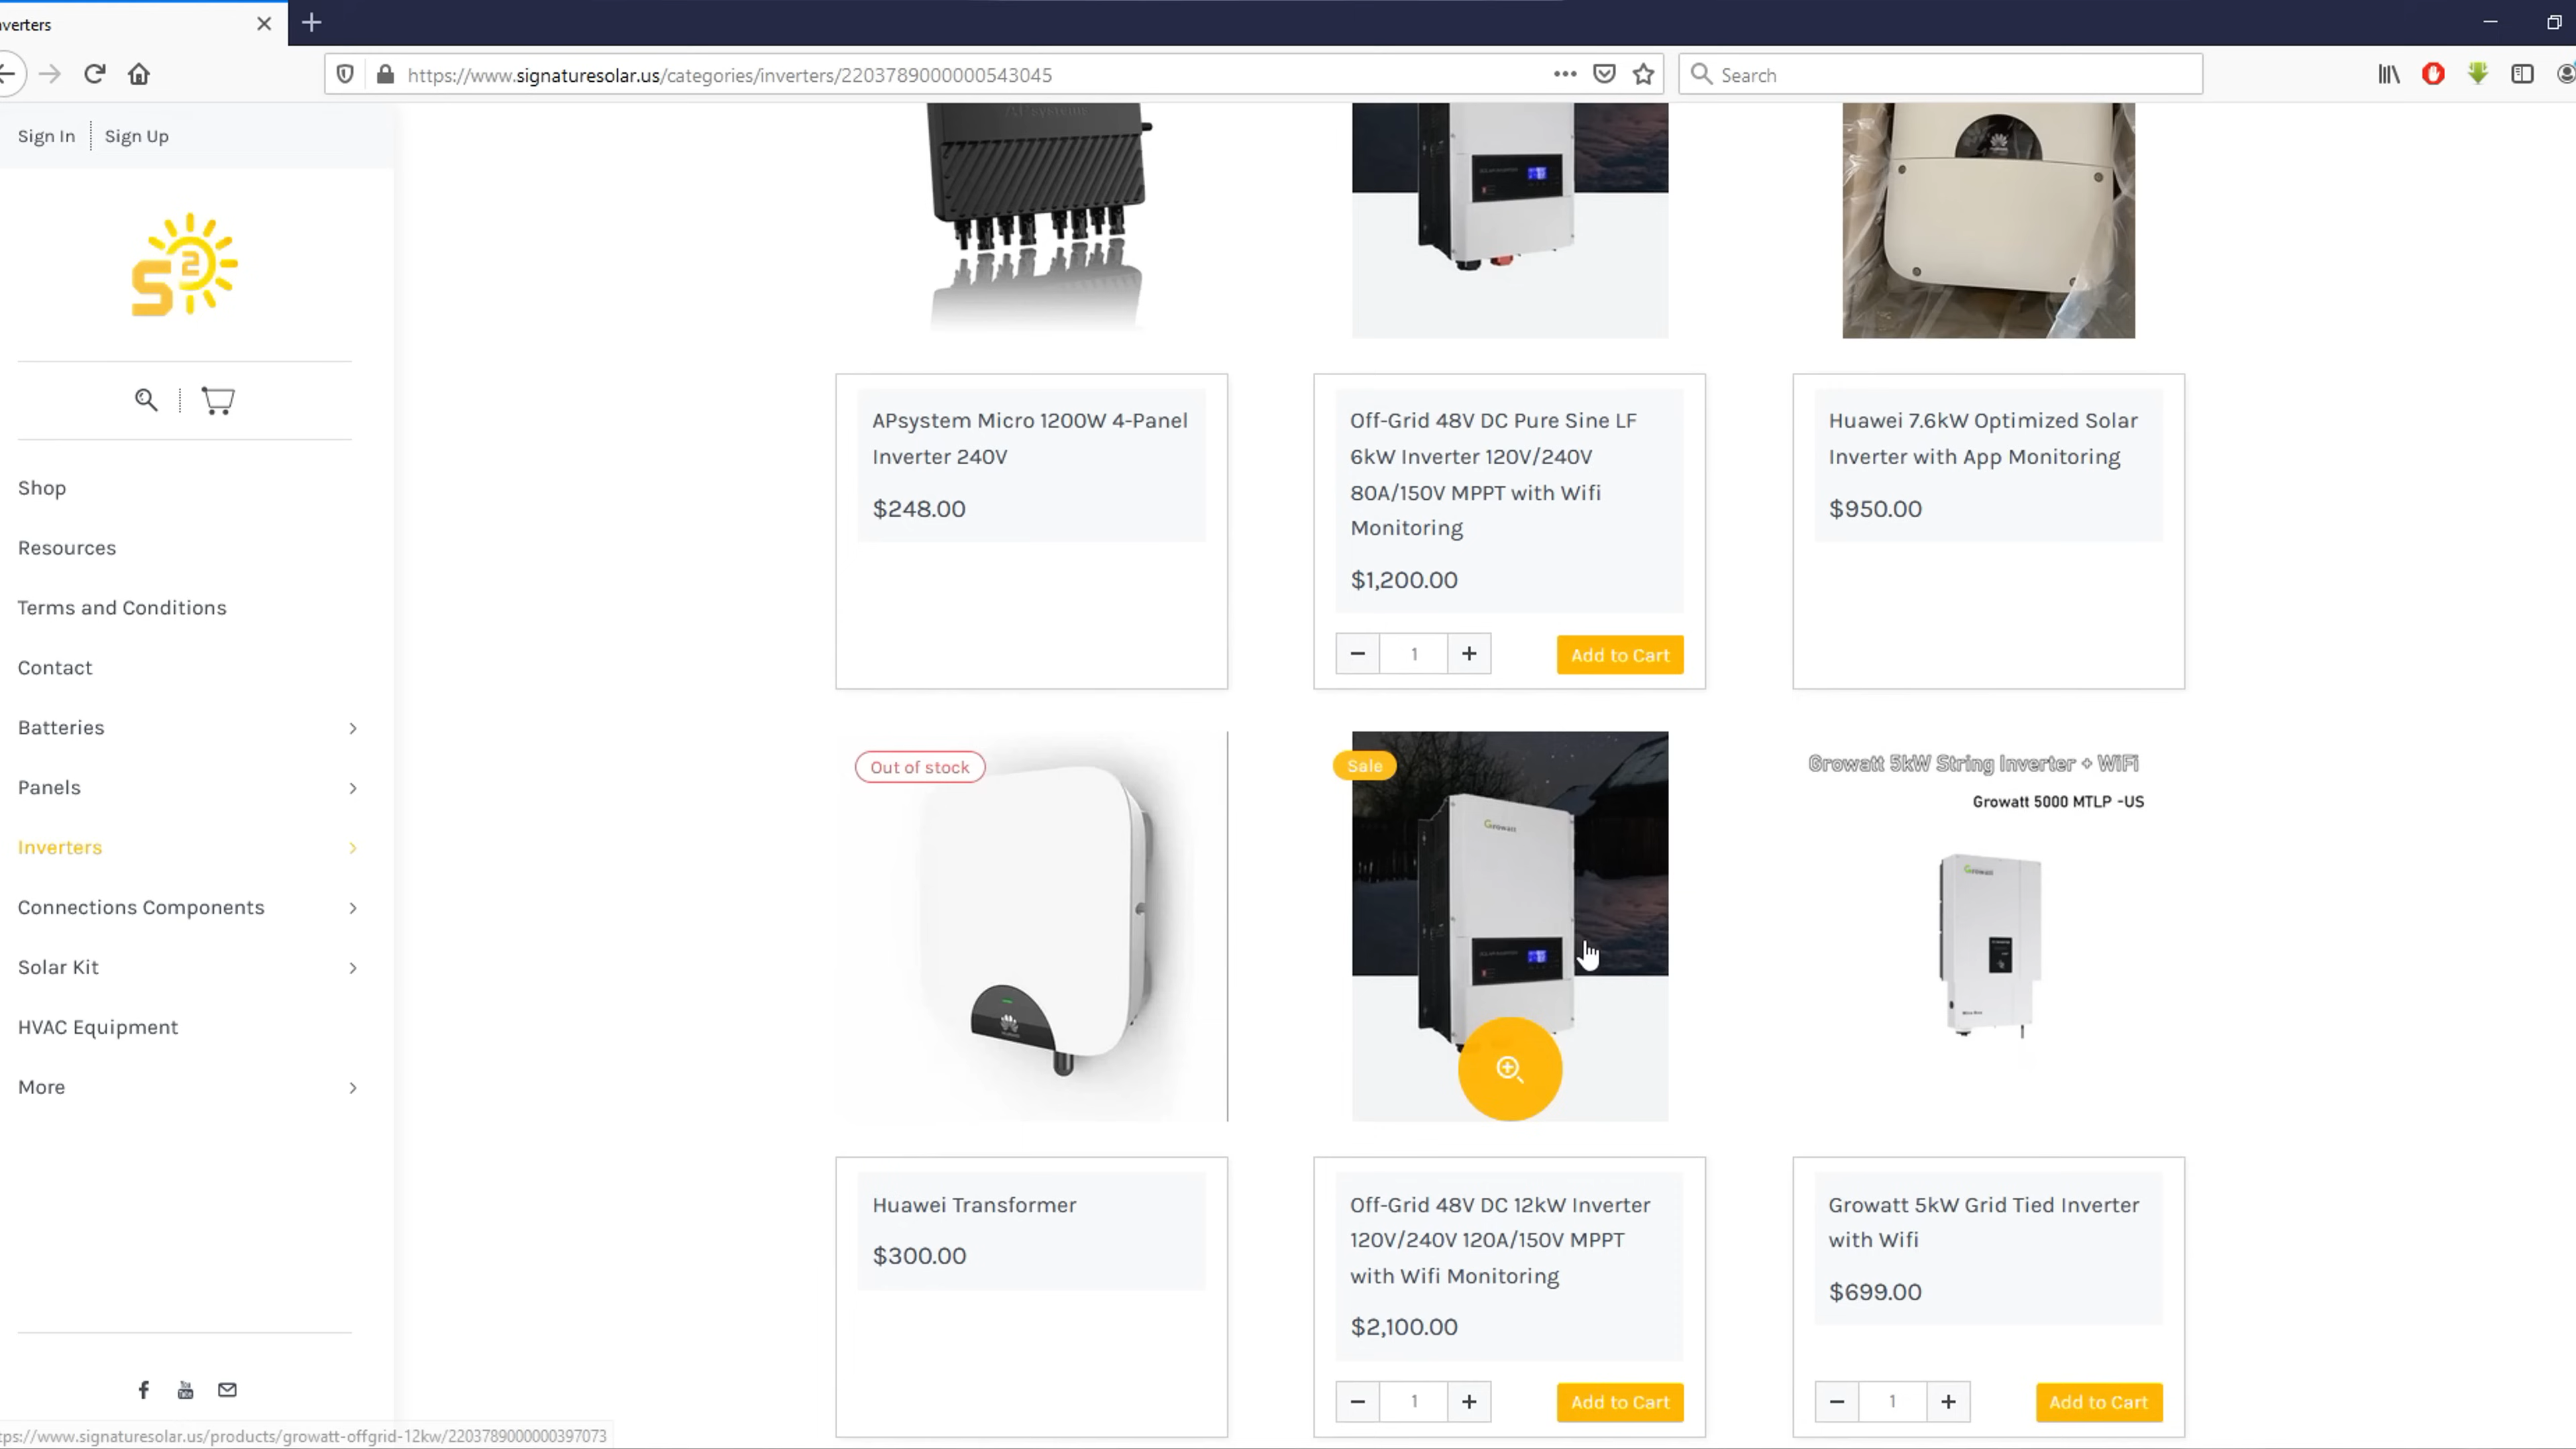 nverters
https://www.signaturesolar.us/categories/inverters/2203789000000543045
Search
Sign In
Sign Up
S2
Shop
Resources
Terms and Conditions
Contact
Batteries
Panels
Inverters
Connections Components
Solar Kit
HVAC Equipment
More
APsystem Micro 1200W 4-Panel
Inverter 240V
$248.00
Off-Grid 48V DC Pure Sine LF
6kW Inverter 120V/240V
80A/150V MPPT with Wifi
Monitoring
$1,200.00
1
Add to Cart
Huawei 7.6kW Optimized Solar
Inverter with App Monitoring
$950.00
Out of stock
Huawei Transformer
$300.00
Sale
Growatt
Off-Grid 48V DC 12kW Inverter
120V/240V 120A/150V MPPT
with Wifi Monitoring
$2,100.00
1
Add to Cart
Growatt 5kW String Inverter + WiFi
Growatt 5000 MTLP -US
Growatt
Growatt 5kW Grid Tied Inverter
with Wifi
$699.00
1
Add to Cart
tps://www.signaturesolar.us/products/growatt-offgrid-12kw/2203789000000397073